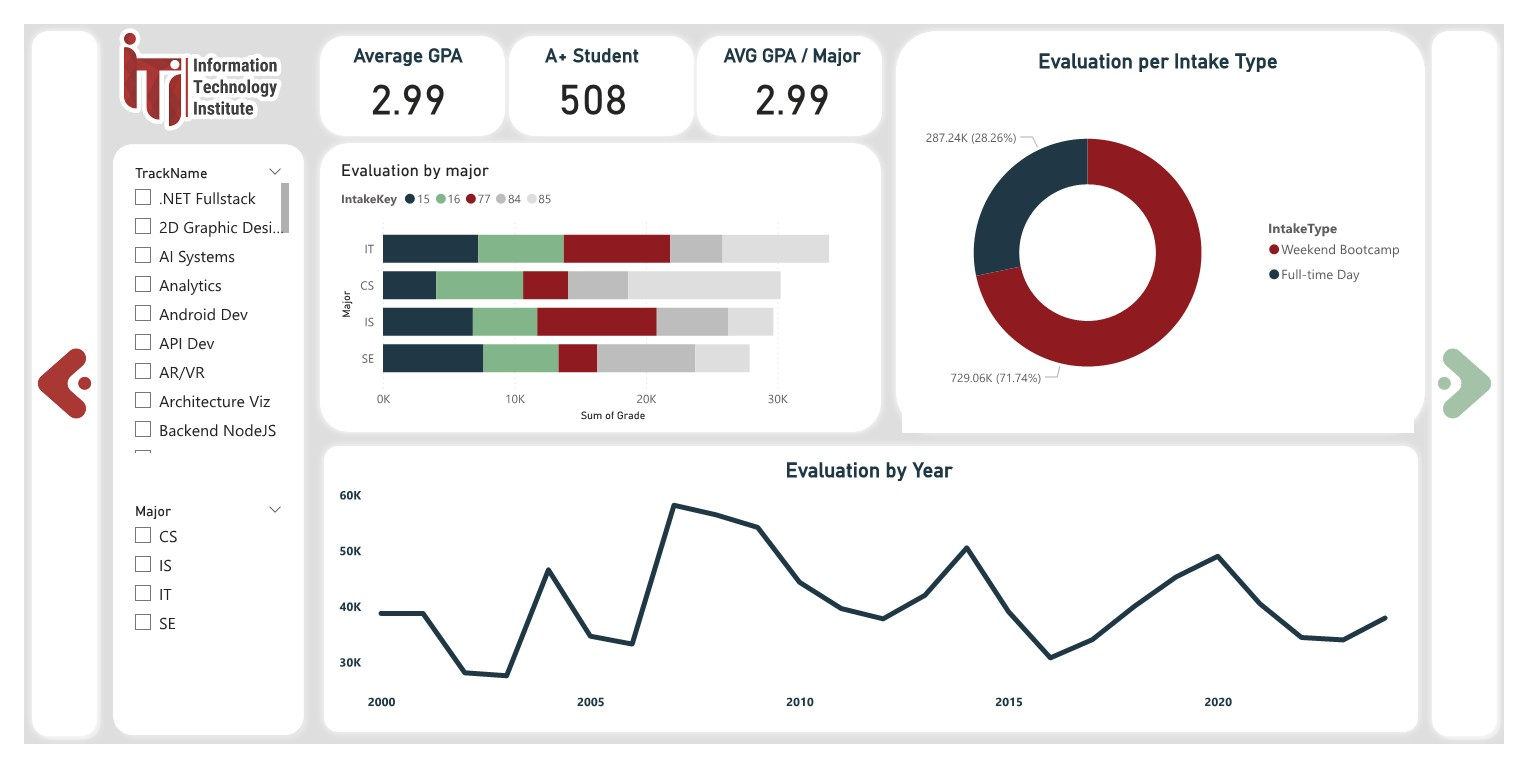 iTi
Information
Technology
Institute
Average GPA
2.99
A+ Student
508
AVG GPA / Major
2.99
TrackName
.NET Fullstack
2D Graphic Desi...
AI Systems
Analytics
Android Dev
API Dev
AR/VR
Architecture Viz
Backend NodeJS
Major
CS
IS
IT
SE
Evaluation by major
IntakeKey 15 16 77 84 85
Major
IT
CS
IS
SE
0K 10K 20K 30K
Sum of Grade
Evaluation per Intake Type
287.24K (28.26%)
729.06K (71.74%)
IntakeType
Weekend Bootcamp
Full-time Day
Evaluation by Year
60K
50K
40K
30K
2000 2005 2010 2015 2020